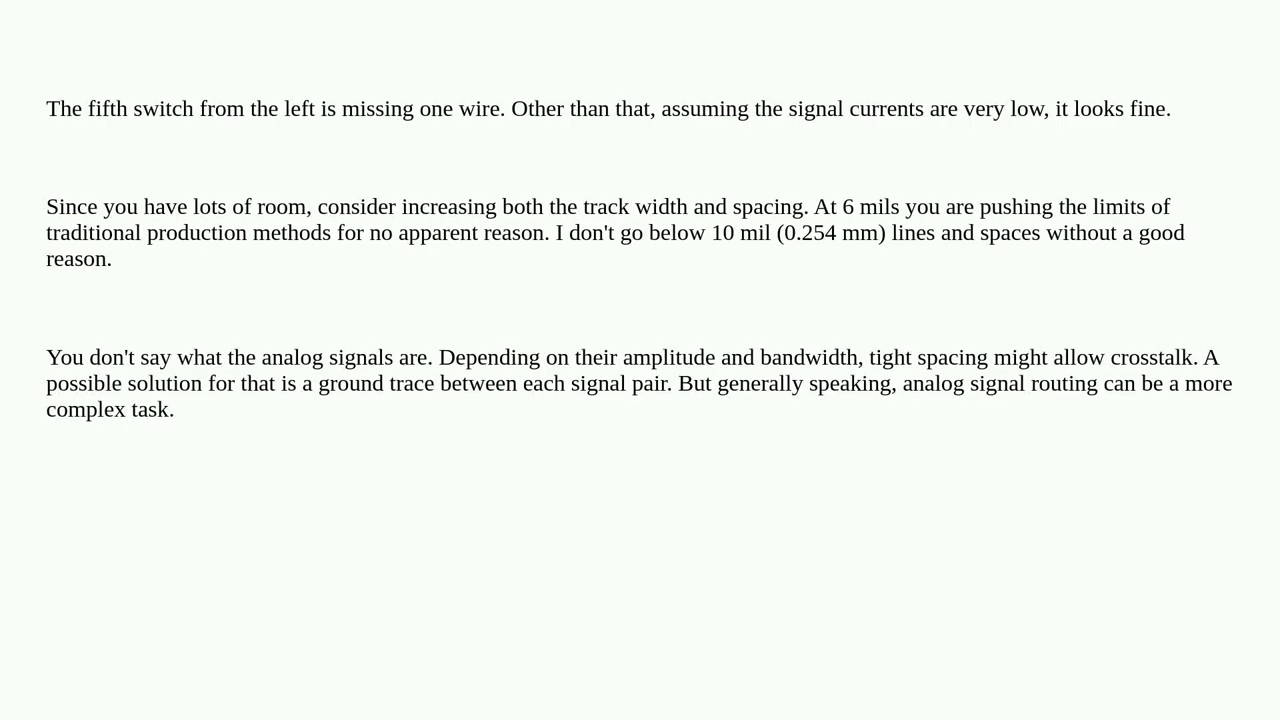 The fifth switch from the left is missing one wire. Other than that, assuming the signal currents are very low, it looks fine.
Since you have lots of room, consider increasing both the track width and spacing. At 6 mils you are pushing the limits of
traditional production methods for no apparent reason. I don't go below 10 mil (0.254 mm) lines and spaces without a good
reason.
You don't say what the analog signals are. Depending on their amplitude and bandwidth, tight spacing might allow crosstalk. A
possible solution for that is a ground trace between each signal pair. But generally speaking, analog signal routing can be a more
complex task.